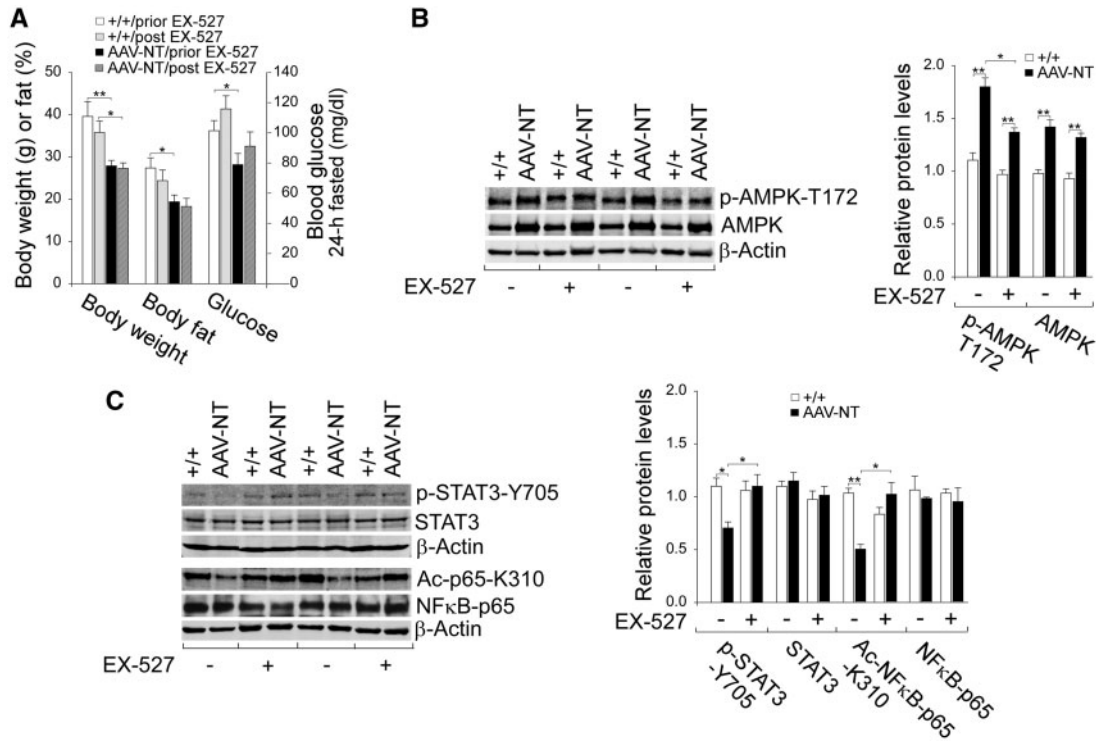 A
+/+/prior EX-527
+/+/post EX-527
AAV-NT/prior EX-527
AAV-NT/post EX-527
Body weight (g) or fat (%)
50
40
30
20
10
0
140
120
100
80
60
40
20
0
Blood glucose
24-h fasted (mg/dl)
** * * *
Body weight
Body fat
Glucose
B
+/+ AAV-NT +/+ AAV-NT +/+ AAV-NT +/+ AAV-NT
p-AMPK-T172
AMPK
β-Actin
EX-527 - + - +
Relative protein levels
2.0
1.5
1.0
0.5
0.0
+/+
AAV-NT
** * ** ** **
EX-527 - + - +
p-AMPK
T172
AMPK
C
+/+ AAV-NT +/+ AAV-NT +/+ AAV-NT +/+ AAV-NT
p-STAT3-Y705
STAT3
β-Actin
Ac-p65-K310
NFκB-p65
β-Actin
EX-527 - + - +
Relative protein levels
2.0
1.5
1.0
0.5
0.0
+/+
AAV-NT
* * ** *
EX-527 - + - + - + - +
p-STAT3
-Y705
STAT3
Ac-NFκB-p65
-K310
NFκB-p65